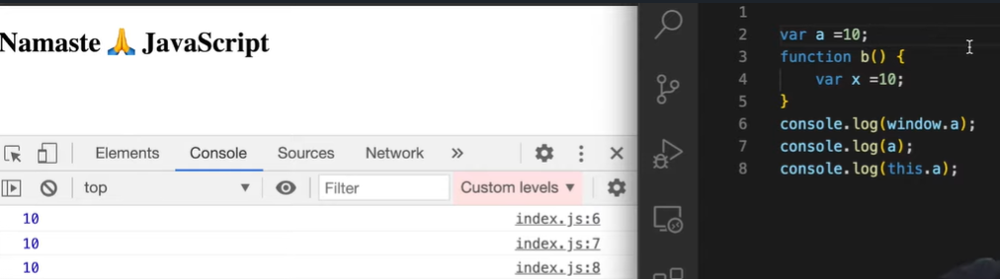 Namaste 🙏 JavaScript
Elements Console Sources Network »
top Filter Custom levels ▼
10 index.js:6
10 index.js:7
10 index.js:8
1
2 var a =10;
3 function b() {
4 var x =10;
5 }
6 console.log(window.a);
7 console.log(a);
8 console.log(this.a);